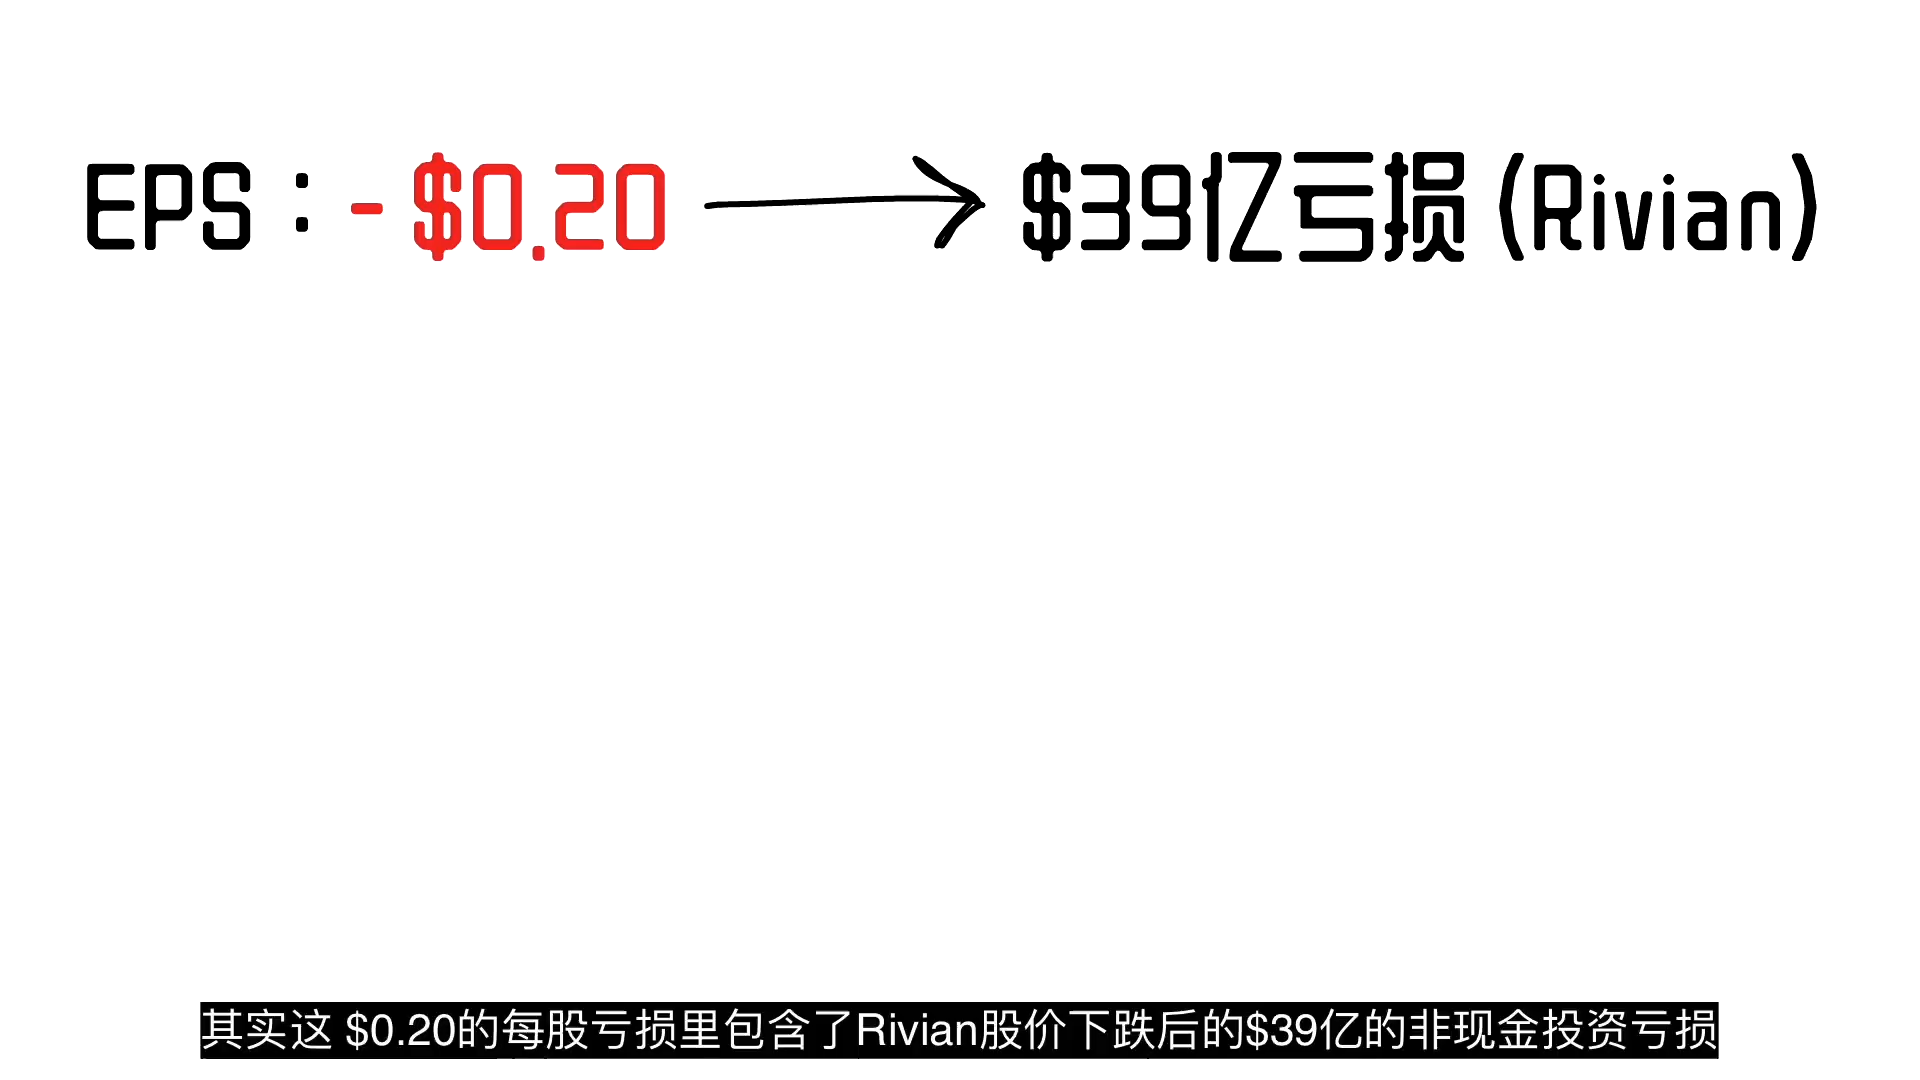 EPS：- $0.20 $39亿亏损 (Rivian)
其实这 $0.20的每股亏损里包含了Rivian股价下跌后的$39亿的非现金投资亏损